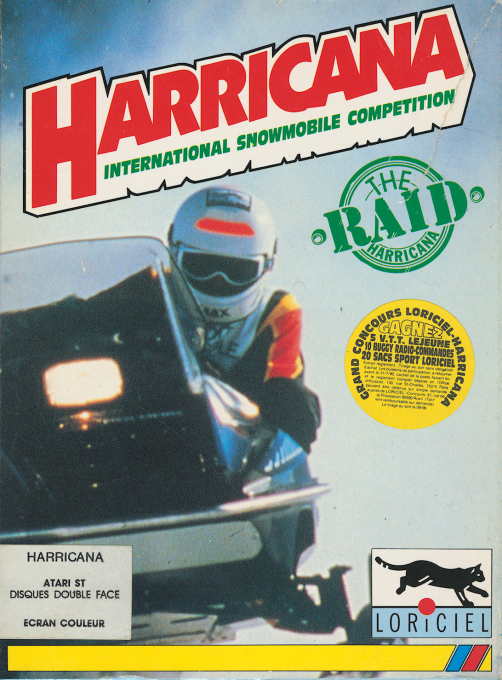 HARRICANA
INTERNATIONAL SNOWMOBILE COMPETITION
THE
RAID
HARRICANA
GRAND CONCOURS LORICIEL-HARRICANA
GAGNEZ
5 V.T.T. LEJEUNE
10 BUGGY RADIO-COMMANDES
20 SACS SPORT LORICIEL
HARRICANA
ATARI ST
DISQUES DOUBLE FACE
ECRAN COULEUR
LORICIEL